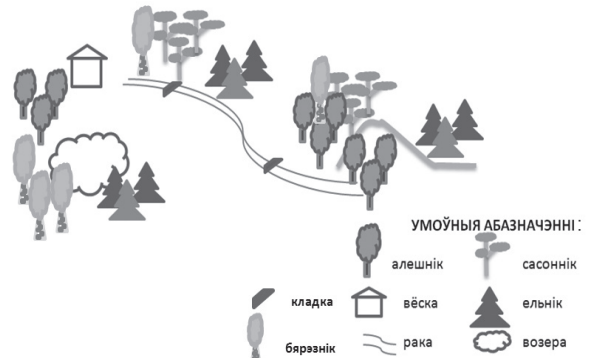 УМОЎНЫЯ АБАЗНАЧЭННІ :
алешнік
сасоннік
кладка
вёска
ельнік
бярэзнік
рака
возера